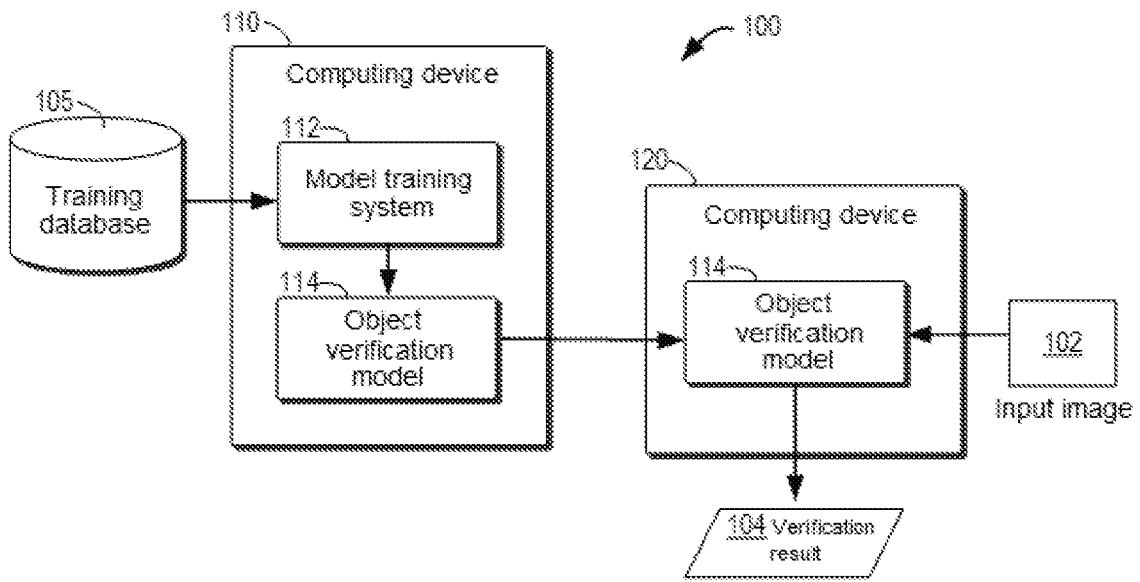 100
110
Computing device
105
Training
database
112
Model training
system
114
Object
verification
model
120
Computing device
114
Object
verification
model
102
Input image
104 Verification
result